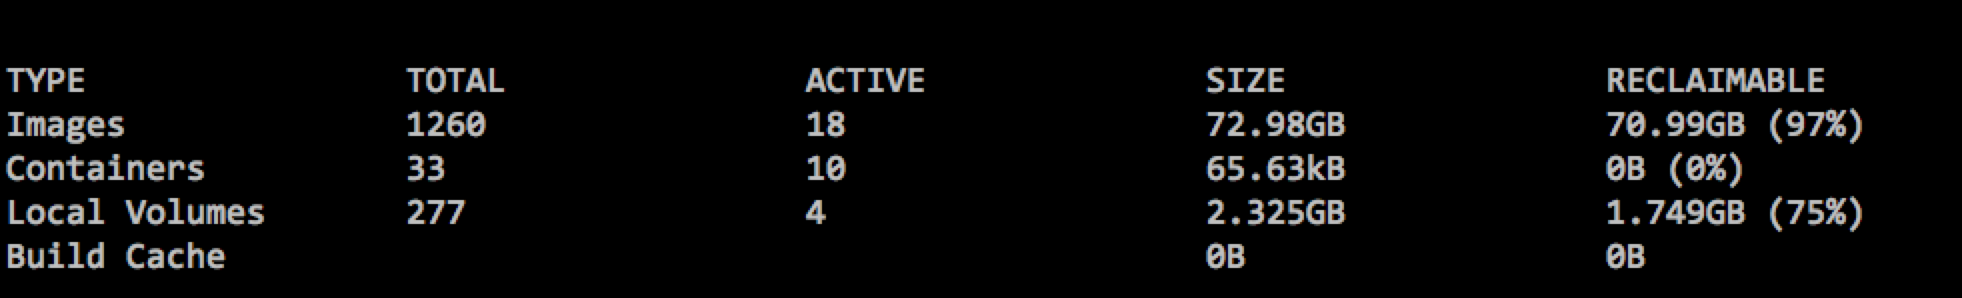 TYPE TOTAL ACTIVE SIZE RECLAIMABLE
Images 1260 18 72.98GB 70.99GB (97%)
Containers 33 10 65.63kB 0B (0%)
Local Volumes 277 4 2.325GB 1.749GB (75%)
Build Cache 0B 0B